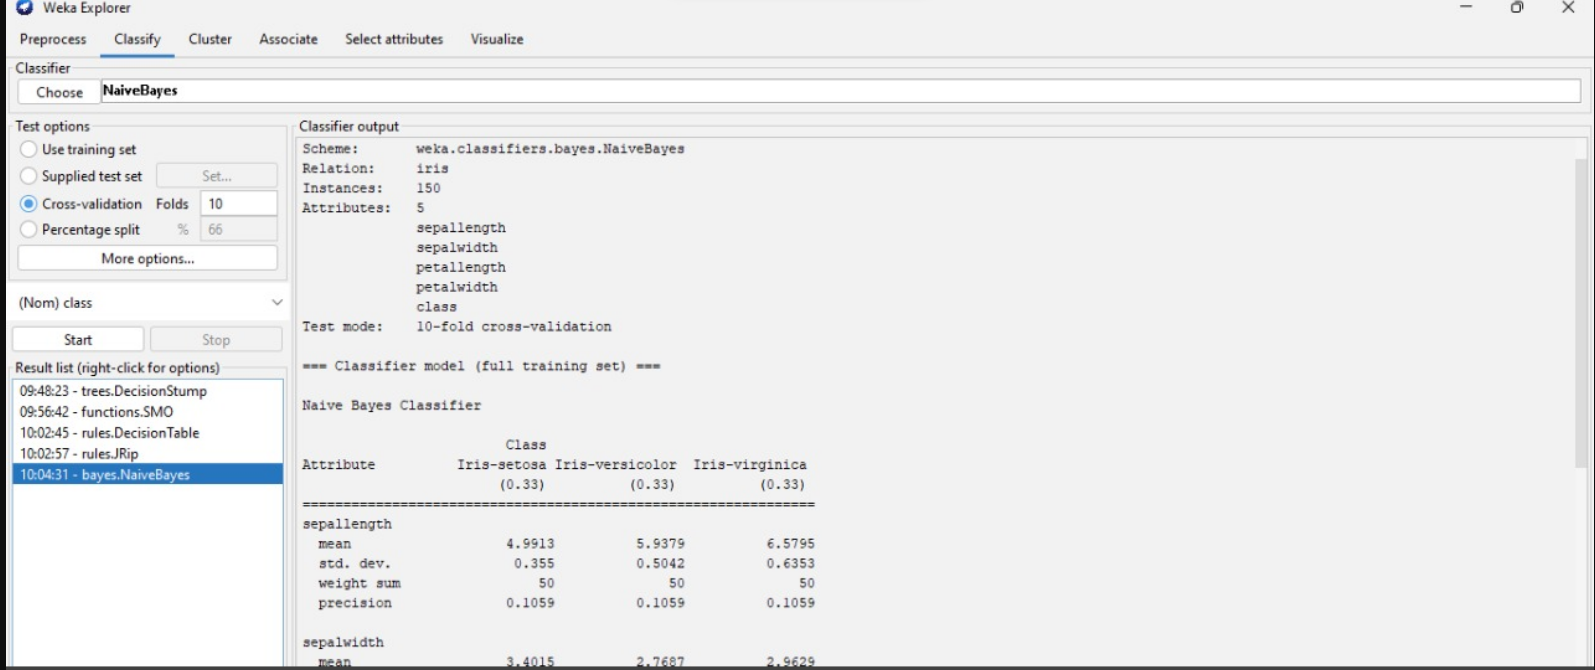 Weka Explorer
Preprocess Classify Cluster Associate Select attributes Visualize
Classifier
Choose NaiveBayes
Test options
Use training set
Supplied test set Set...
Cross-validation Folds 10
Percentage split % 66
More options...
(Nom) class
Start Stop
Result list (right-click for options)
09:48:23 - trees.DecisionStump
09:56:42 - functions.SMO
10:02:45 - rules.DecisionTable
10:02:57 - rules.JRip
10:04:31 - bayes.NaiveBayes
Classifier output
Scheme: weka.classifiers.bayes.NaiveBayes
Relation: iris
Instances: 150
Attributes: 5
sepallength
sepalwidth
petallength
petalwidth
class
Test mode: 10-fold cross-validation
=== Classifier model (full training set) ===
Naive Bayes Classifier
Class
Attribute Iris-setosa Iris-versicolor Iris-virginica
(0.33) (0.33) (0.33)
===============================================================
sepallength
mean 4.9913 5.9379 6.5795
std. dev. 0.355 0.5042 0.6353
weight sum 50 50 50
precision 0.1059 0.1059 0.1059
sepalwidth
mean 3.4015 2.7687 2.9629